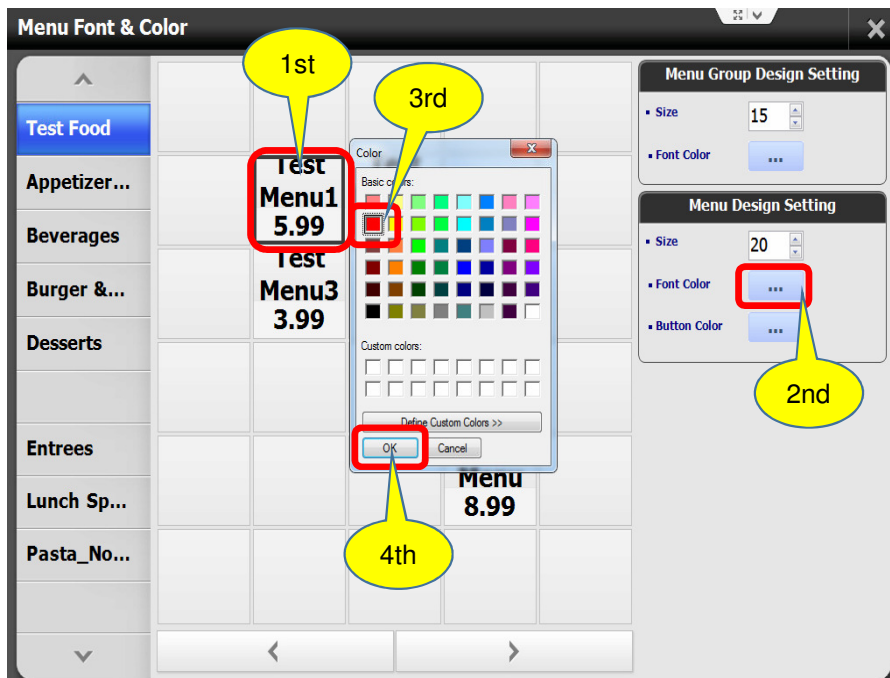 Menu Font & Color
Test Food
Appetizer...
Beverages
Burger &...
Desserts
Entrees
Lunch Sp...
Pasta_No...
1st
Test
Menu1
5.99
Test
Menu3
3.99
3rd
Color
Basic colors:
Custom colors:
Define Custom Colors >>
OK
Cancel
Menu
8.99
4th
Menu Group Design Setting
Size
15
Font Color
...
Menu Design Setting
Size
20
Font Color
...
Button Color
...
2nd